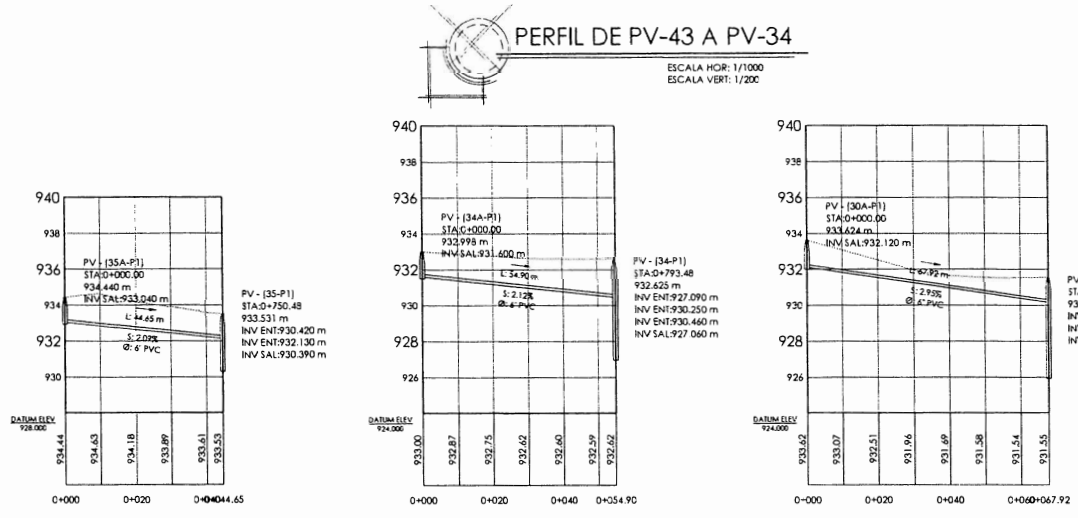 PERFIL DE PV-43 A PV-34
ESCALA HOR: 1/1000
ESCALA VERT: 1/200
940
938
936
934
932
930
PV - (35A-P1)
STA:0+000.00
934.440 m
INV SAL:933.040 m
L: 44.65 m
S: 2.09%
Ø: 6" PVC
PV - (35-P1)
STA:0+750.48
933.531 m
INV ENT:930.420 m
INV ENT:932.130 m
INV SAL:930.390 m
DATUM ELEV
928.000
934.44
934.63
934.18
933.89
933.61
933.53
0+000
0+020
0+044.65
940
938
936
934
932
930
928
926
PV - (34A-P1)
STA:0+000.00
932.998 m
INV SAL:931.600 m
L: 54.90 m
S: 2.12%
Ø: 6" PVC
PV - (34-P1)
STA:0+793.48
932.625 m
INV ENT:927.090 m
INV ENT:930.250 m
INV ENT:930.460 m
INV SAL:927.060 m
DATUM ELEV
924.000
933.00
932.87
932.75
932.62
932.60
932.59
932.62
0+000
0+020
0+040
0+054.90
940
938
936
934
932
930
928
926
PV - (30A-P1)
STA:0+000.00
933.624 m
INV SAL:932.120 m
L: 67.92 m
S: 2.95%
Ø: 6" PVC
DATUM ELEV
924.000
933.62
933.07
932.51
931.96
931.69
931.58
931.54
931.55
0-000
0+020
0+040
0+060
0+067.92